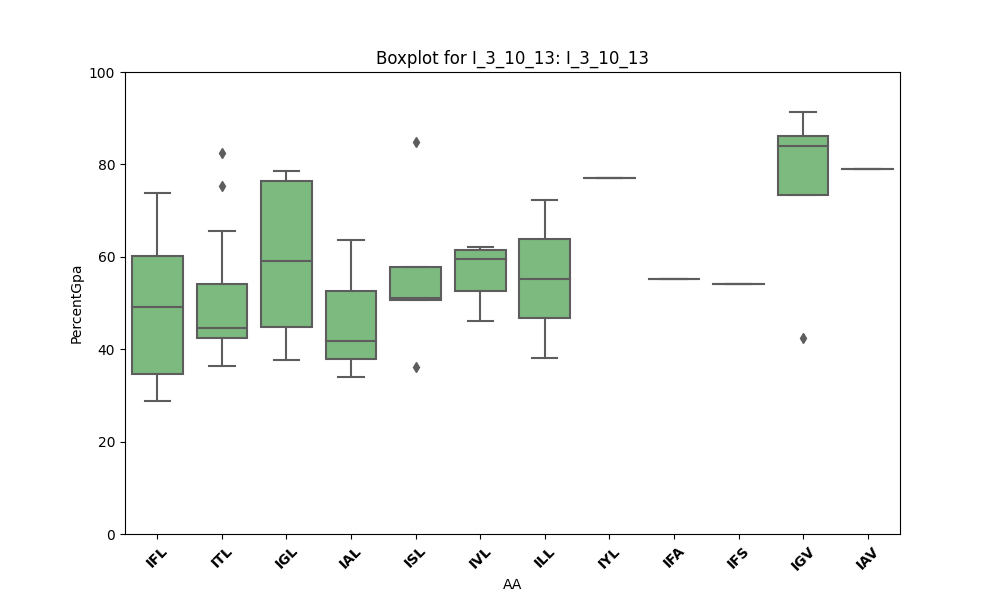 Boxplot for I_3_10_13: I_3_10_13
100
80
60
40
20
0
PercentGpa
IFL ITL IGL IAL ISL IVL ILL IYL IFA IFS IGV IAV
AA